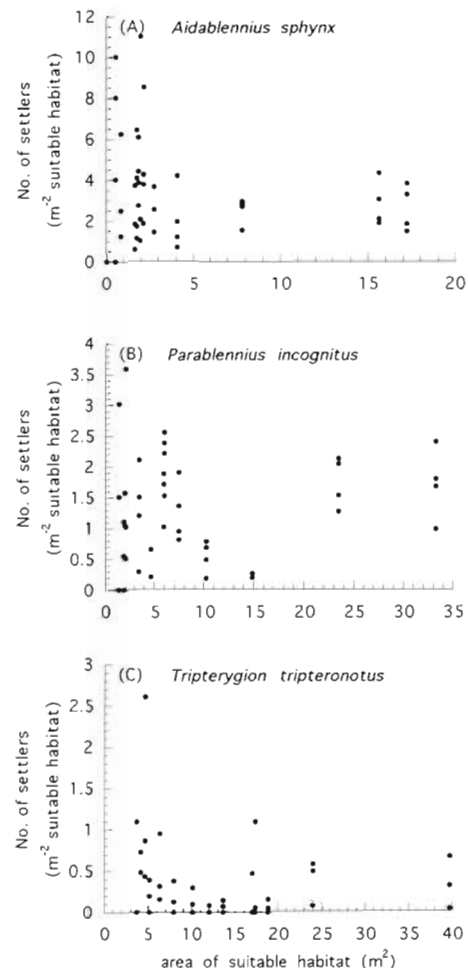 (A) Aidablennius sphynx
No. of settlers
(m-2 suitable habitat)
12
10
8
6
4
2
0
0 5 10 15 20
(B) Parablennius incognitus
No. of settlers
(m-2 suitable habitat)
4
3.5
3
2.5
2
1.5
1
0.5
0
0 5 10 15 20 25 30 35
(C) Tripterygion tripteronotus
No. of settlers
(m-2 suitable habitat)
3
2.5
2
1.5
1
0.5
0
0 5 10 15 20 25 30 35 40
area of suitable habitat (m2)